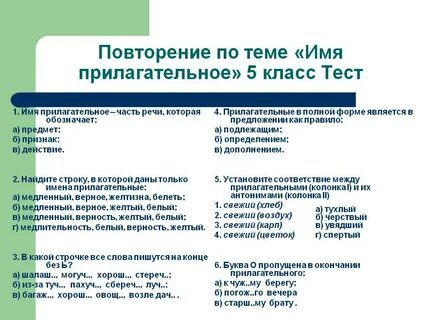 Повторение по теме «Имя
прилагательное» 5 класс Тест
1. Имя прилагательное – часть речи, которая
обозначает:
а) предмет;
б) признак;
в) действие.
2. Найдите строку, в которой даны только
имена прилагательные:
а) медленный, верное, желтизна, белеть;
б) медленный, верное, желтый, белый;
в) медленный, верность, желтый, белый;
г) медлительность, белый, верность, желтый.
3. В какой строчке все слова пишутся на конце
без Ь?
а) шалаш... могуч... хорош... стереч..;
б) из-за туч... пахуч... сбереч... луч..;
в) багаж... хорош... овощ... возле дач.. .
4. Прилагательные в полной форме является в
предложении как правило:
а) подлежащим;
б) определением;
в) дополнением.
5. Установите соответствие между
прилагательными (колонка I) и их
антонимами (колонка II)
1. свежий (хлеб)
2. свежий (воздух)
3. свежий (карп)
4. свежий (цветок)
а) тухлый
б) черствый
в) увядший
г) спертый
6. Буква О пропущена в окончании
прилагательного:
а) к чуж..му берегу;
б) погож..го вечера
в) старш..му брату .